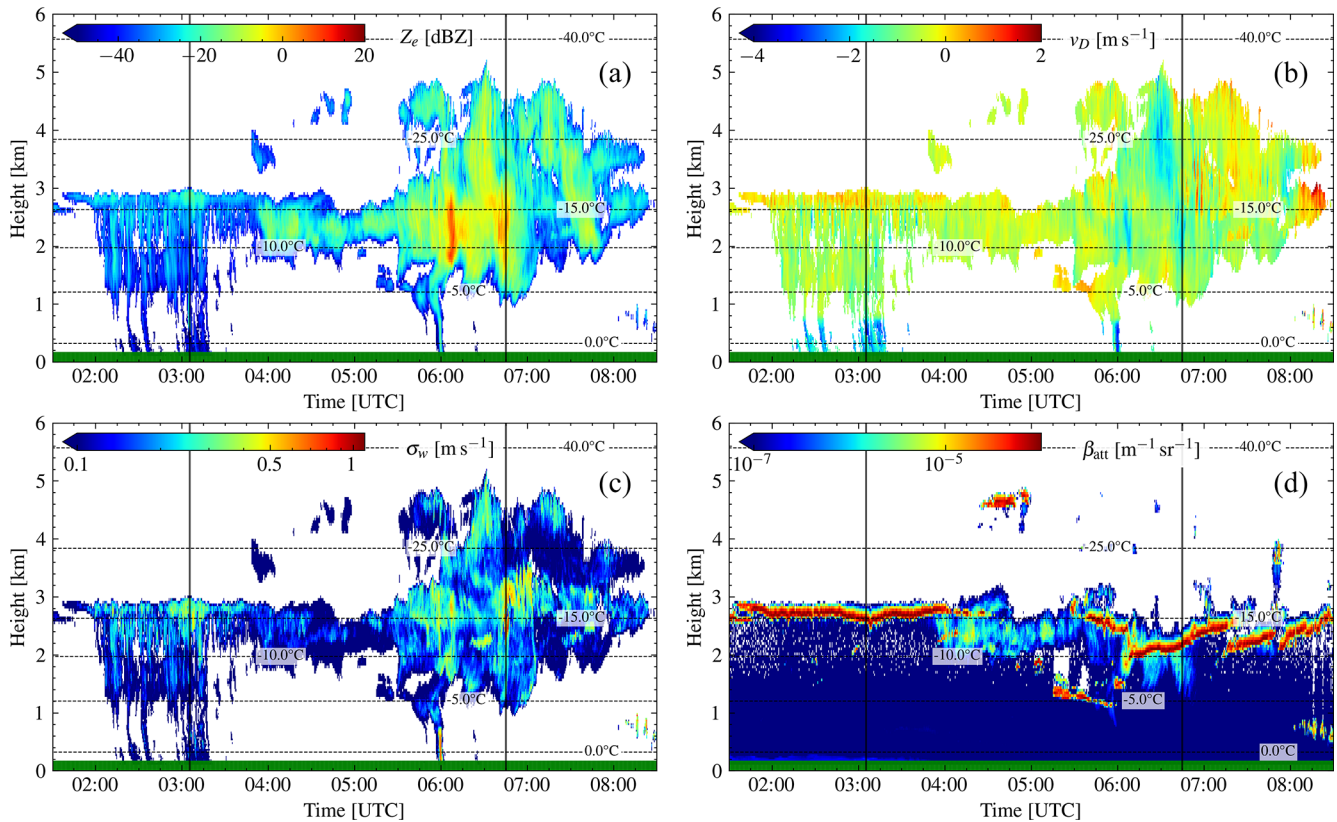 6
5
4
3
2
1
0
Height [km]
−40
−20
0
20
Z_e [dBZ]
(a)
-40.0°C
-25.0°C
-15.0°C
-10.0°C
-5.0°C
0.0°C
02:00 03:00 04:00 05:00 06:00 07:00 08:00
Time [UTC]
6
5
4
3
2
1
0
Height [km]
−4
−2
0
2
v_D [m s⁻¹]
(b)
-40.0°C
-25.0°C
-15.0°C
-10.0°C
-5.0°C
0.0°C
02:00 03:00 04:00 05:00 06:00 07:00 08:00
Time [UTC]
6
5
4
3
2
1
0
Height [km]
0.1
0.5
1
σ_w [m s⁻¹]
(c)
-40.0°C
-25.0°C
-15.0°C
-10.0°C
-5.0°C
0.0°C
02:00 03:00 04:00 05:00 06:00 07:00 08:00
Time [UTC]
6
5
4
3
2
1
0
Height [km]
10⁻⁷
10⁻⁵
β_att [m⁻¹ sr⁻¹]
(d)
-40.0°C
-25.0°C
-15.0°C
-10.0°C
-5.0°C
0.0°C
02:00 03:00 04:00 05:00 06:00 07:00 08:00
Time [UTC]